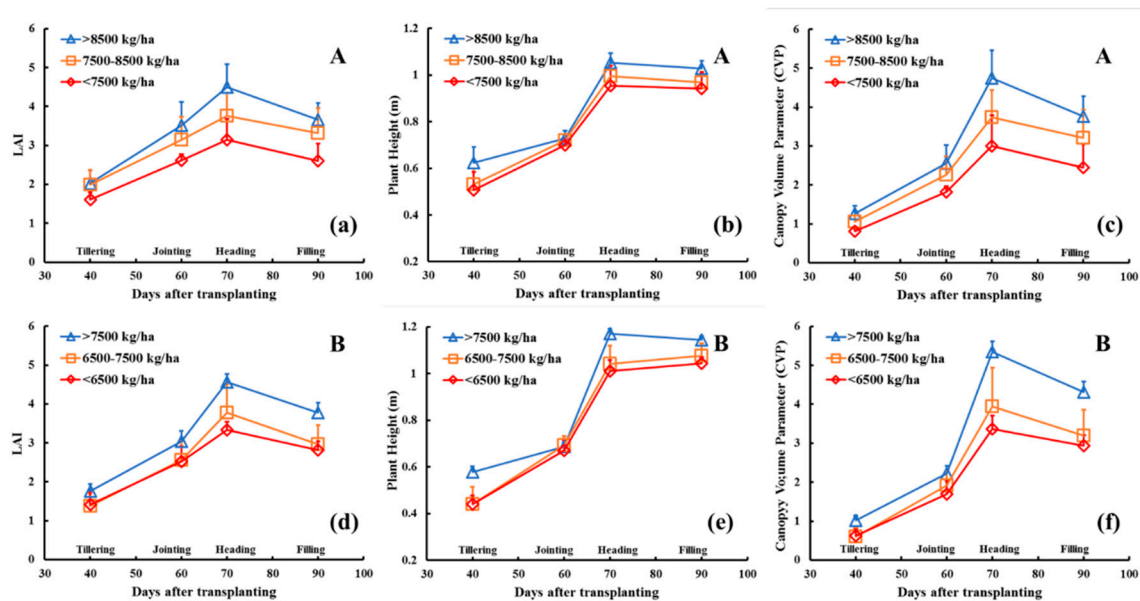 >8500 kg/ha
7500-8500 kg/ha
<7500 kg/ha
A
LAI
6
5
4
3
2
1
0
Tillering Jointing Heading Filling
(a)
30 40 50 60 70 80 90 100
Days after transplanting
>8500 kg/ha
7500-8500 kg/ha
<7500 kg/ha
A
Plant Height (m)
1.2
1
0.8
0.6
0.4
0.2
Tillering Jointing Heading Filling
(b)
30 40 50 60 70 80 90 100
Days after transplanting
>8500 kg/ha
7500-8500 kg/ha
<7500 kg/ha
A
Canopy Volume Parameter (CVP)
6
5
4
3
2
1
0
Tillering Jointing Heading Filling
(c)
30 40 50 60 70 80 90 100
Days after transplanting
>7500 kg/ha
6500-7500 kg/ha
<6500 kg/ha
B
LAI
6
5
4
3
2
1
0
Tillering Jointing Heading Filling
(d)
30 40 50 60 70 80 90 100
Days after transplanting
>7500 kg/ha
6500-7500 kg/ha
<6500 kg/ha
B
Plant Height (m)
1.2
1
0.8
0.6
0.4
0.2
Tillering Jointing Heading Filling
(e)
30 40 50 60 70 80 90 100
Days after transplanting
>7500 kg/ha
6500-7500 kg/ha
<6500 kg/ha
B
Canopyy Vo;ume Parameter (CVP)
6
5
4
3
2
1
0
Tillering Jointing Heading Filling
(f)
30 40 50 60 70 80 90 100
Days after transplanting